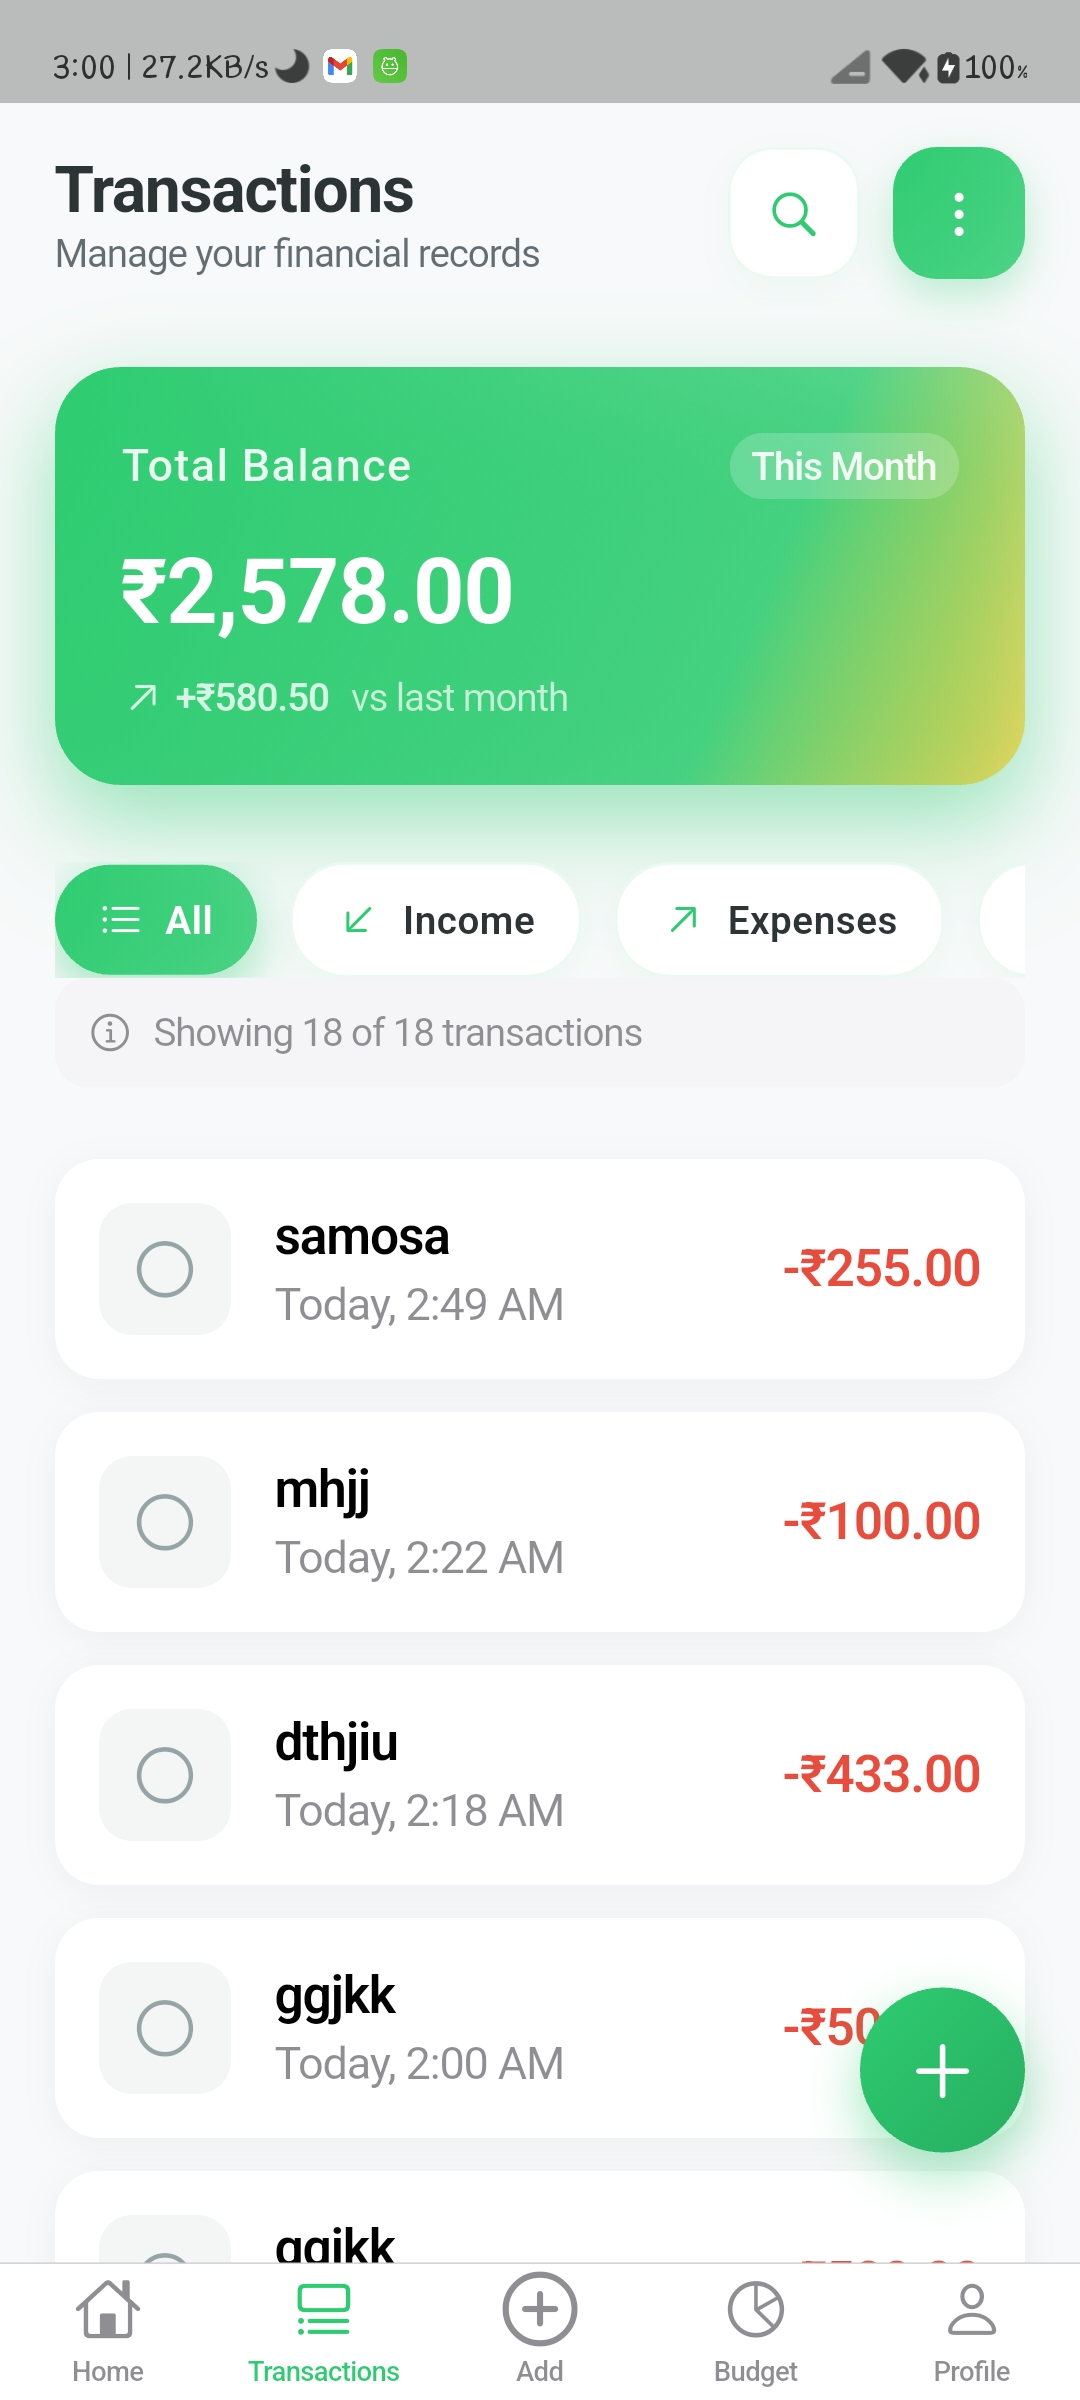 3:00 | 27.2KB/s 100%
Transactions
Manage your financial records
Total Balance This Month
₹2,578.00
+₹580.50 vs last month
All Income Expenses
Showing 18 of 18 transactions
samosa
-₹255.00
Today, 2:49 AM
mhjj
-₹100.00
Today, 2:22 AM
dthjiu
-₹433.00
Today, 2:18 AM
ggjkk
-₹50
Today, 2:00 AM
ggjkk
Home Transactions Add Budget Profile